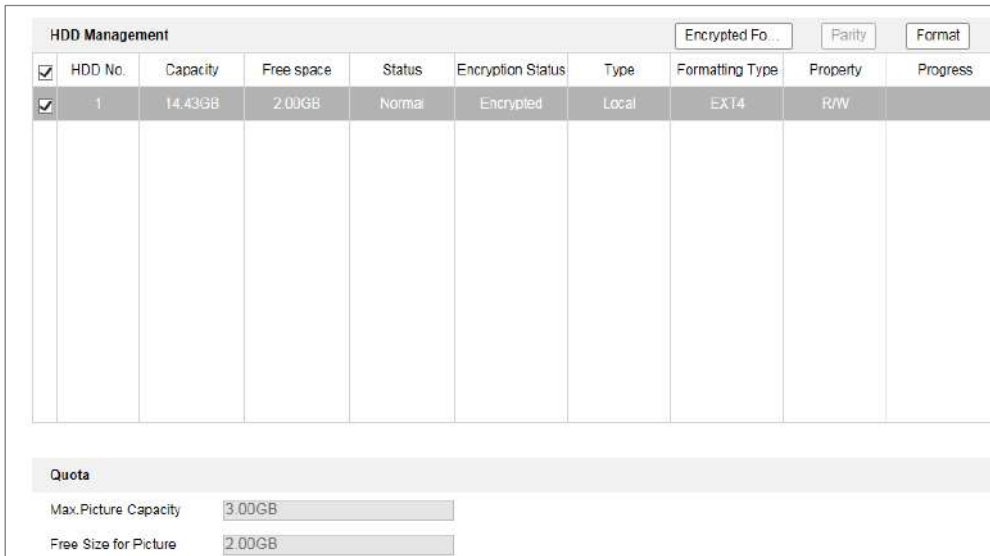 HDD Management Encrypted Fo... Parity Format
HDD No. Capacity Free space Status Encryption Status Type Formatting Type Property Progress
1 14.43GB 2.00GB Normal Encrypted Local EXT4 R/W
Quota
Max.Picture Capacity 3.00GB
Free Size for Picture 2.00GB